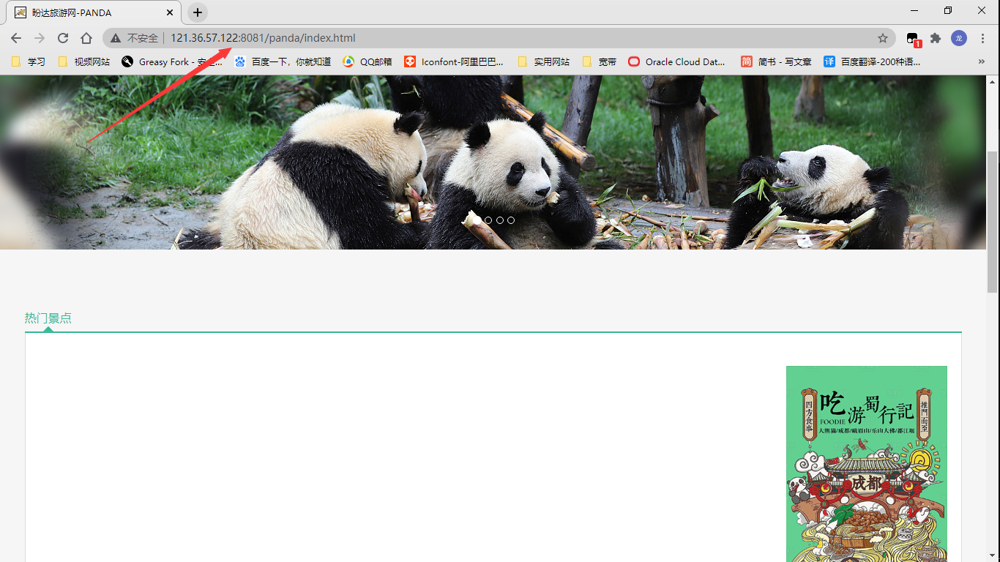 盼达旅游网-PANDA
不安全 121.36.57.122:8081/panda/index.html
1
龙
学习 视频网站 Greasy Fork - 安全... 百度一下，你就知道 QQ邮箱 Iconfont-阿里巴巴... 实用网站 宽带 Oracle Cloud Dat... 简 简书 - 写文章 译 百度翻译-200种语...
热门景点
四方食事
吃游蜀行記
推門而至
FOODIE
大熊猫/成都/峨眉山/乐山大佛/都江堰
成都